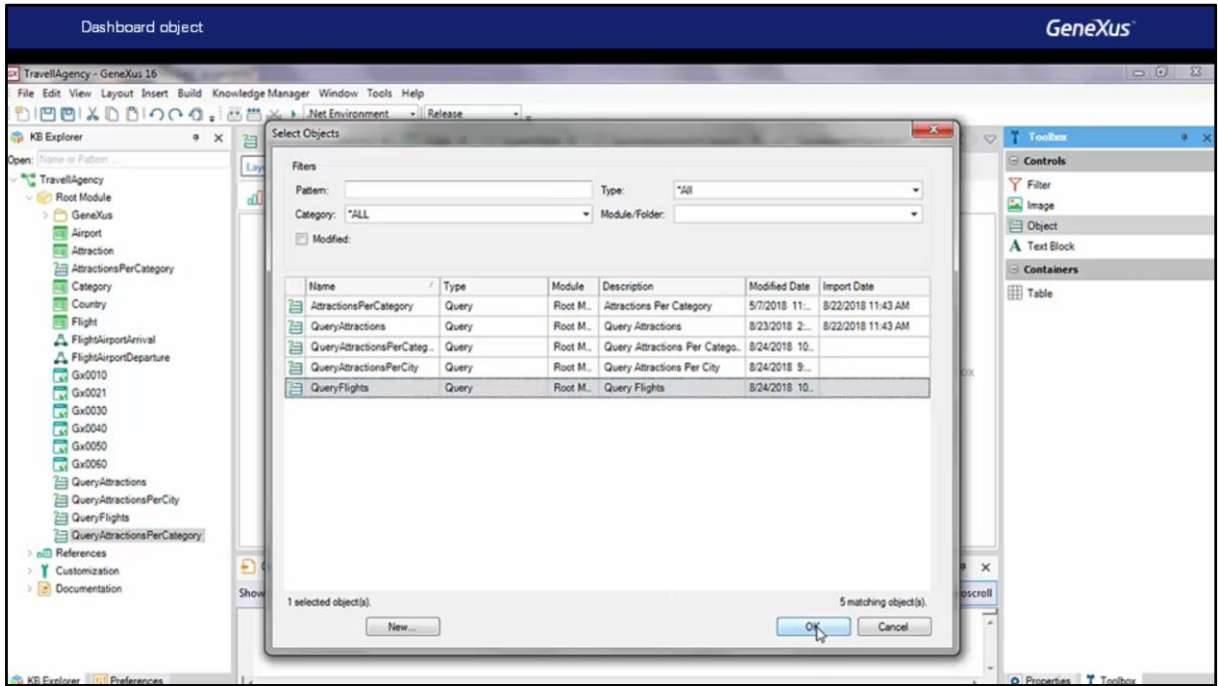 Dashboard object
GeneXus
TravellAgency - GeneXus 16
File Edit View Layout Insert Build Knowledge Manager Window Tools Help
.Net Environment Release
KB Explorer
Open: Name or Pattern ...
TravellAgency
Root Module
GeneXus
Airport
Attraction
AttractionsPerCategory
Category
Country
Flight
FlightAirportArrival
FlightAirportDeparture
Gx0010
Gx0021
Gx0030
Gx0040
Gx0050
Gx0060
QueryAttractions
QueryAttractionsPerCity
QueryFlights
QueryAttractionsPerCategory
References
Customization
Documentation
KB Explorer Preferences
Lay
Show
Select Objects
Filters
Pattern: Type: *All
Category: *ALL Module/Folder:
Modified:
Name / Type Module Description Modified Date Import Date
AttractionsPerCategory Query Root M... Attractions Per Category 5/7/2018 11:... 8/22/2018 11:43 AM
QueryAttractions Query Root M... Query Attractions 8/23/2018 2:... 8/22/2018 11:43 AM
QueryAttractionsPerCateg... Query Root M... Query Attractions Per Catego... 8/24/2018 10...
QueryAttractionsPerCity Query Root M... Query Attractions Per City 8/24/2018 9:...
QueryFlights Query Root M... Query Flights 8/24/2018 10...
1 selected object(s). 5 matching object(s).
New... OK Cancel
ox
oscroll
Toolbox
Controls
Filter
Image
Object
Text Block
Containers
Table
Properties Toolbox